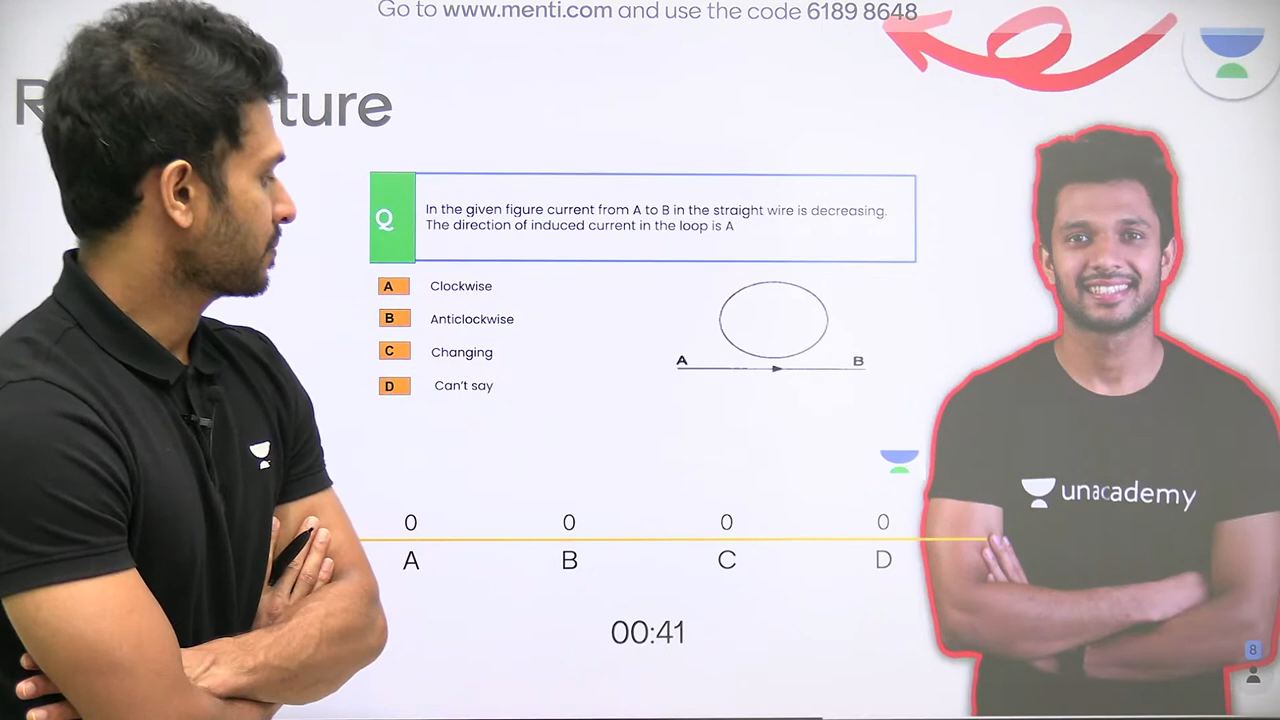 Go to www.menti.com and use the code 6189 8648
ture
Q
In the given figure current from A to B in the straight wire is decreasing.
The direction of induced current in the loop is A
A Clockwise
B Anticlockwise
C Changing
D Can't say
A B
unacademy
0 0 0 0
A B C D
00:41
8